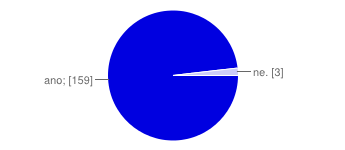 ne. [3]
ano; [159]